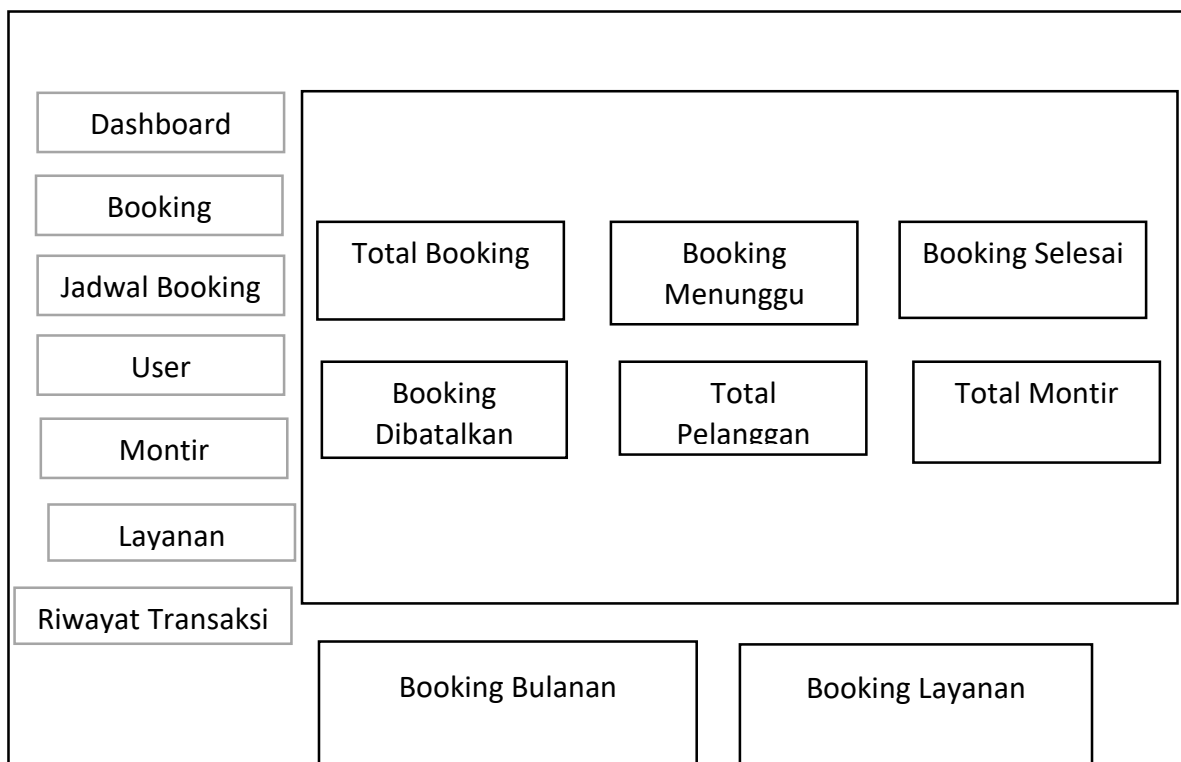 Dashboard
Booking
Jadwal Booking
User
Montir
Layanan
Riwayat Transaksi
Total Booking
Booking
Menunggu
Booking Selesai
Booking
Dibatalkan
Total
Pelanggan
Total Montir
Booking Bulanan
Booking Layanan